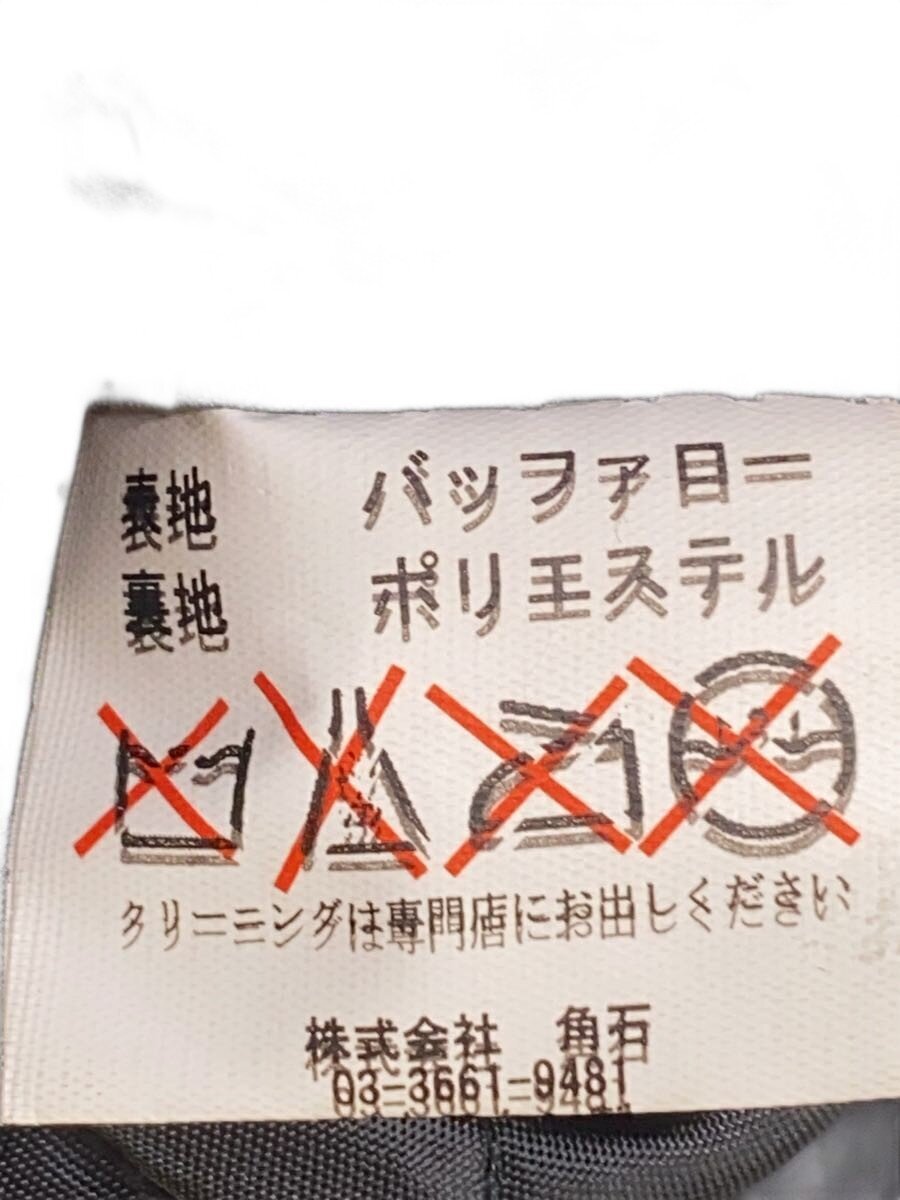 表地 バッファロー
裏地 ポリエステル
クリーニングは専門店にお出しください
株式会社 角石
03-3661-9481